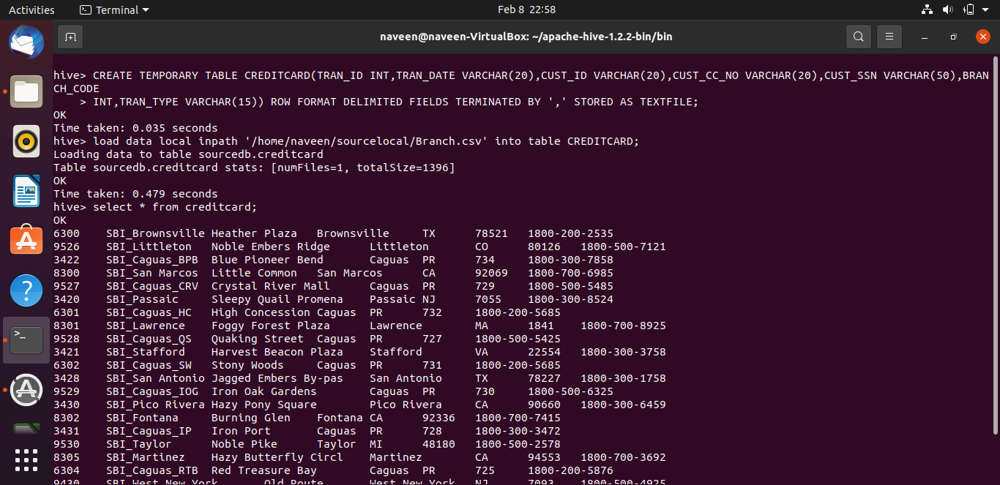 Activities Terminal Feb 8 22:58
naveen@naveen-VirtualBox: ~/apache-hive-1.2.2-bin/bin
hive> CREATE TEMPORARY TABLE CREDITCARD(TRAN_ID INT,TRAN_DATE VARCHAR(20),CUST_ID VARCHAR(20),CUST_CC_NO VARCHAR(20),CUST_SSN VARCHAR(50),BRAN
CH_CODE
    > INT,TRAN_TYPE VARCHAR(15)) ROW FORMAT DELIMITED FIELDS TERMINATED BY ',' STORED AS TEXTFILE;
OK
Time taken: 0.035 seconds
hive> load data local inpath '/home/naveen/sourcelocal/Branch.csv' into table CREDITCARD;
Loading data to table sourcedb.creditcard
Table sourcedb.creditcard stats: [numFiles=1, totalSize=1396]
OK
Time taken: 0.479 seconds
hive> select * from creditcard;
OK
6300    SBI_Brownsville Heather Plaza   Brownsville     TX      78521   1800-200-2535
9526    SBI_Littleton   Noble Embers Ridge      Littleton       CO      80126   1800-500-7121
3422    SBI_Caguas_BPB  Blue Pioneer Bend       Caguas  PR      734     1800-300-7858
8300    SBI_San Marcos  Little Common   San Marcos      CA      92069   1800-700-6985
9527    SBI_Caguas_CRV  Crystal River Mall      Caguas  PR      729     1800-500-5485
3420    SBI_Passaic     Sleepy Quail Promena    Passaic NJ      7055    1800-300-8524
6301    SBI_Caguas_HC   High Concession Caguas  PR      732     1800-200-5685
8301    SBI_Lawrence    Foggy Forest Plaza      Lawrence        MA      1841    1800-700-8925
9528    SBI_Caguas_QS   Quaking Street  Caguas  PR      727     1800-500-5425
3421    SBI_Stafford    Harvest Beacon Plaza    Stafford        VA      22554   1800-300-3758
6302    SBI_Caguas_SW   Stony Woods     Caguas  PR      731     1800-200-5685
3428    SBI_San Antonio Jagged Embers By-pas    San Antonio     TX      78227   1800-300-1758
9529    SBI_Caguas_IOG  Iron Oak Gardens        Caguas  PR      730     1800-500-6325
3430    SBI_Pico Rivera Hazy Pony Square        Pico Rivera     CA      90660   1800-300-6459
8302    SBI_Fontana     Burning Glen    Fontana CA      92336   1800-700-7415
3431    SBI_Caguas_IP   Iron Port       Caguas  PR      728     1800-300-3472
9530    SBI_Taylor      Noble Pike      Taylor  MI      48180   1800-500-2578
8305    SBI_Martinez    Hazy Butterfly Circl    Martinez        CA      94553   1800-700-3692
6304    SBI_Caguas_RTB  Red Treasure Bay        Caguas  PR      725     1800-200-5876
9430    SBI_West New York       Old Route       West New York   NJ      7093    1800-500-4925